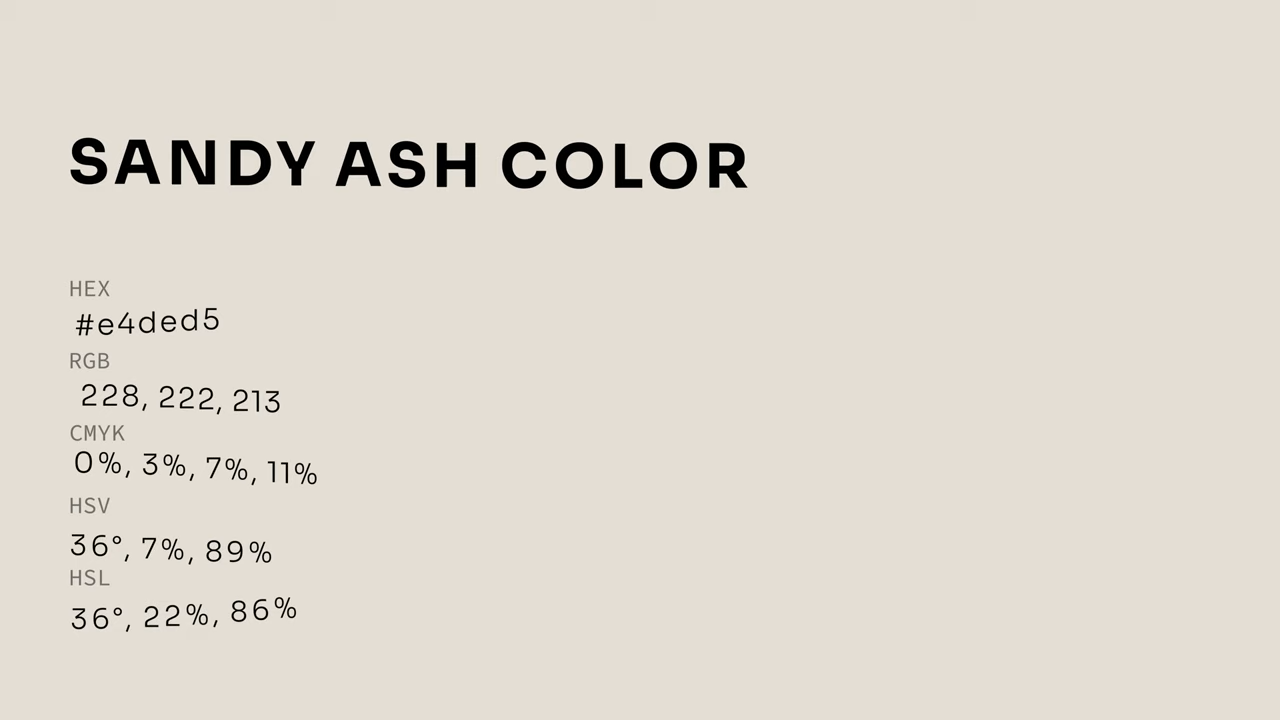 SANDY ASH COLOR
HEX
#e4ded5
RGB
228, 222, 213
CMYK
0%, 3%, 7%, 11%
HSV
36°, 7%, 89%
HSL
36°, 22%, 86%